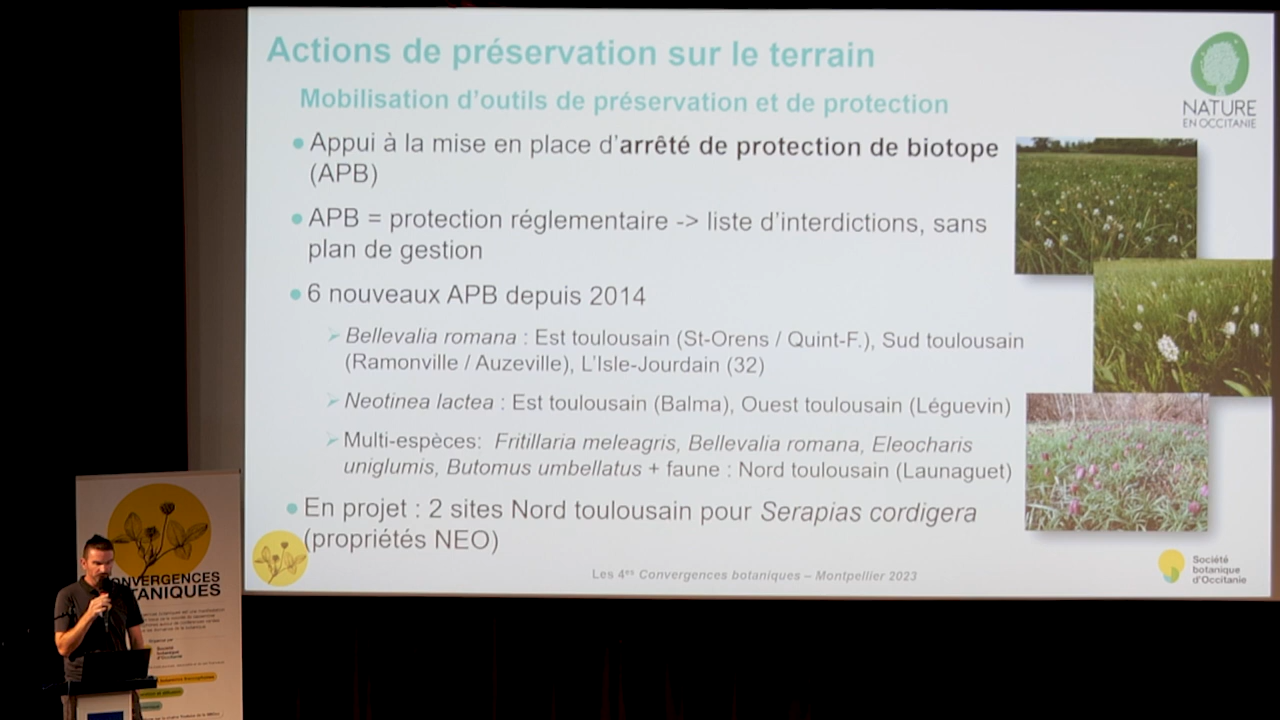 Actions de préservation sur le terrain
Mobilisation d'outils de préservation et de protection
NATURE
EN OCCITANIE
• Appui à la mise en place d'arrêté de protection de biotope
(APB)
• APB = protection réglementaire -> liste d'interdictions, sans
plan de gestion
• 6 nouveaux APB depuis 2014
➢ Bellevalia romana : Est toulousain (St-Orens / Quint-F.), Sud toulousain
(Ramonville / Auzeville), L'Isle-Jourdain (32)
➢ Neotinea lactea : Est toulousain (Balma), Ouest toulousain (Léguevin)
➢ Multi-espèces: Fritillaria meleagris, Bellevalia romana, Eleocharis
uniglumis, Butomus umbellatus + faune : Nord toulousain (Launaguet)
• En projet : 2 sites Nord toulousain pour Serapias cordigera
(propriétés NEO)
Les 4es Convergences botaniques – Montpellier 2023
Société
botanique
d'Occitanie
NVERGENCES
TANIQUES
Société
botanique
d'Occitanie